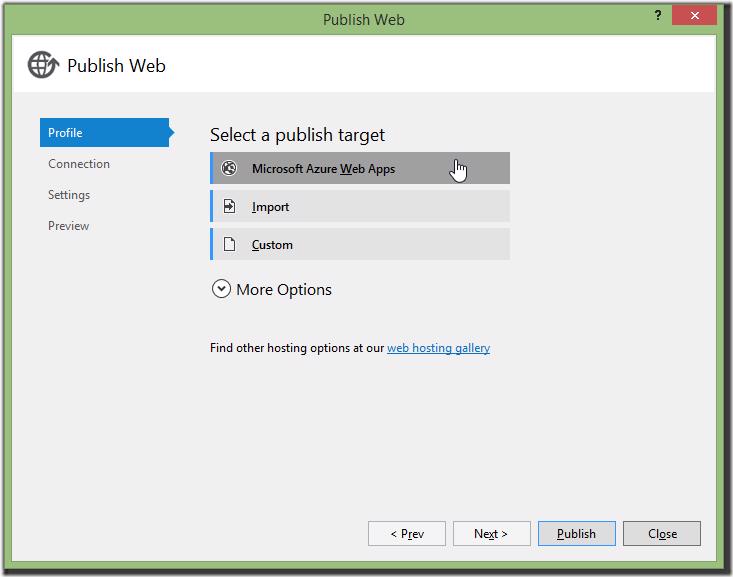 Publish Web
?
Publish Web
Profile
Connection
Settings
Preview
Select a publish target
Microsoft Azure Web Apps
Import
Custom
More Options
Find other hosting options at our web hosting gallery
< Prev
Next >
Publish
Close